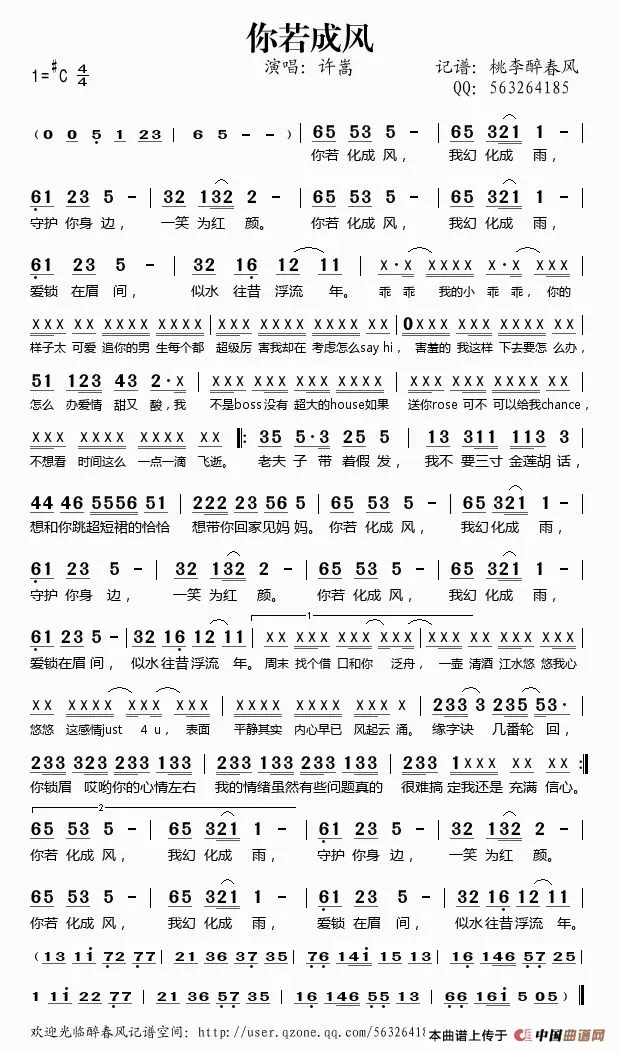 你若成风
演唱：许嵩
记谱：桃李醉春风
1=#C 4/4
QQ: 563264185
（0 0 5 1 23 | 6 5 - - ）| 65 53 5 - | 65 321 1 - |
你若 化成 风， 我幻 化成 雨，
61 23 5 - | 32 132 2 - | 65 53 5 - | 65 321 1 - |
守护 你身 边， 一笑 为红 颜。 你若 化成 风， 我幻 化成 雨，
61 23 5 - | 32 16 12 11 | x·x xxxx x·x xx |
爱锁 在眉 间， 似水 往昔 浮流 年。 乖乖 我的小 乖乖，你的
xxx xxx xxx xxx | xxx xxx xxx xxx | 0xxx xxx xxx xxx |
样子太 可爱 追你的男 生每个都 超级厉 害我却在 考虑怎么say hi， 害羞的 我这样 下去要怎 么办，
51 123 43 2·x | xxx xxx xxx xxx | xxx xxx xxx xxx |
怎么 办爱情 甜又 酸，我 不是boss没有 超大的house如果 送你rose 可不 可以给我chance，
xxx xxxx xxxx xx ‖: 35 5·3 25 5 | 13 311 113 3 |
不想看 时间这么 一点一滴 飞逝。 老夫 子 带 着假 发， 我不 要三寸 金莲胡 话，
44 46 5556 51 | 222 223 56 5 | 65 53 5 - | 65 321 1 - |
想和你跳超短裙的恰恰 想带你回家见妈 妈。 你若 化成 风， 我幻 化成 雨，
61 23 5 - | 32 132 2 - | 65 53 5 - | 65 321 1 - |
守护 你身 边， 一笑 为红 颜。 你若 化成 风， 我幻 化成 雨，
1
61 23 5 - | 32 16 12 11 | xx xxx xxx xxx | xxx xxx xxx xxx |
爱锁在眉 间， 似水往昔浮流 年。 周末 找个借 口和你 泛舟，一壶 清酒 江水悠 悠我心
xx xxxx xxx xxx | xxxx xxxx xxxx x | 233 3 235 53· |
悠悠 这感情just 4 u，表面 平静其实 内心早已 风起云 涌。 缘字诀 几番轮 回，
233 323 233 133 | 233 133 233 133 | 233 1xxx xx xx :‖
你锁眉 哎哟你的心情左右 我的情绪虽然有些问题真的 很难搞 定我还是 充满 信心。
2
65 53 5 - | 65 321 1 - | 61 23 5 - | 32 132 2 - |
你若 化成 风， 我幻 化成 雨， 守护 你身 边， 一笑 为红 颜。
65 53 5 - | 65 321 1 - | 61 23 5 - | 32 16 12 11 |
你若 化成 风， 我幻 化成 雨， 爱锁 在眉 间， 似水往昔浮流 年。
（13 1i 72 77 | 21 36 37 35 | 76 14i 15 13 | 16 146 55 13 |
1 1i 22 77 | 21 36 57 35 | 16 146 55 13 | 66 16i 5 05 ）‖
欢迎光临醉春风记谱空间：http://user.qzone.qq.com/56326418
本曲谱上传于 中国曲谱网